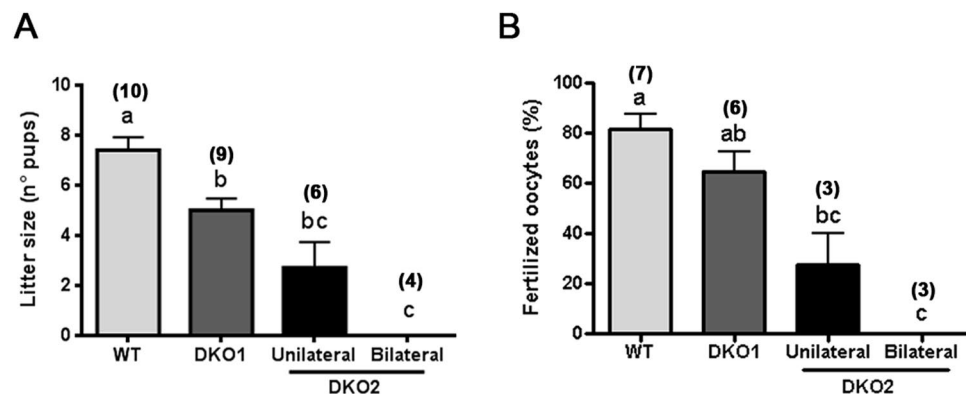 A
Litter size (n° pups)
10
8
6
4
2
0
(10)
a
(9)
b
(6)
bc
(4)
c
WT
DKO1
Unilateral
Bilateral
DKO2
B
Fertilized oocytes (%)
100
80
60
40
20
0
(7)
a
(6)
ab
(3)
bc
(3)
c
WT
DKO1
Unilateral
Bilateral
DKO2